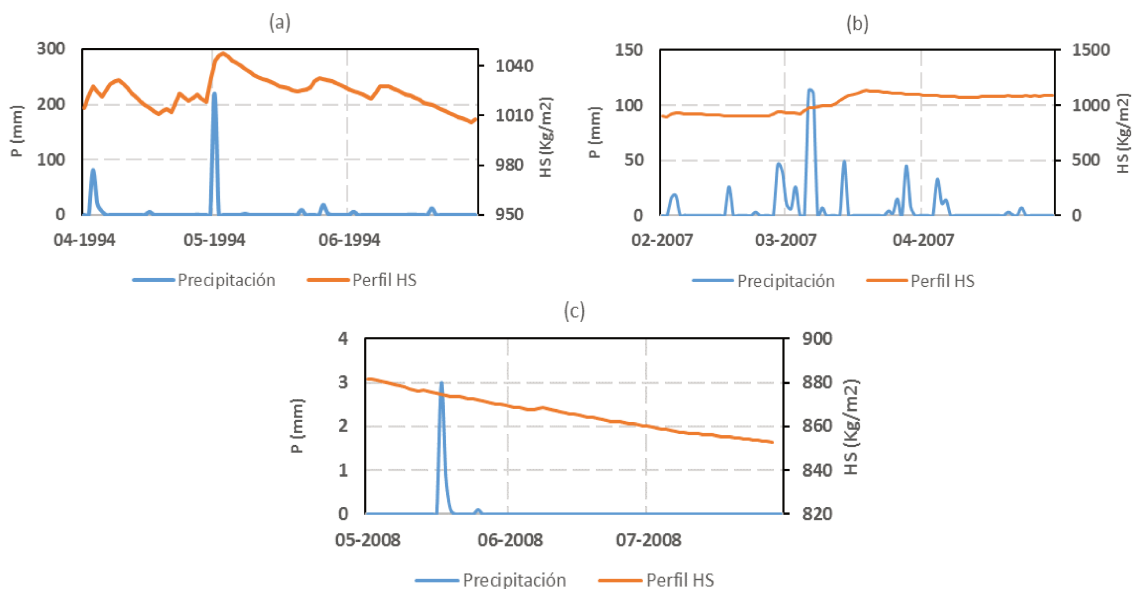 (a)
300
200
100
0
P (mm)
1040
1010
980
950
HS (Kg/m2)
04-1994
05-1994
06-1994
Precipitación
Perfil HS
(b)
150
100
50
0
P (mm)
1500
1000
500
0
HS (Kg/m2)
02-2007
03-2007
04-2007
Precipitación
Perfil HS
(c)
4
3
2
1
0
P (mm)
900
880
860
840
820
HS (Kg/m2)
05-2008
06-2008
07-2008
Precipitación
Perfil HS